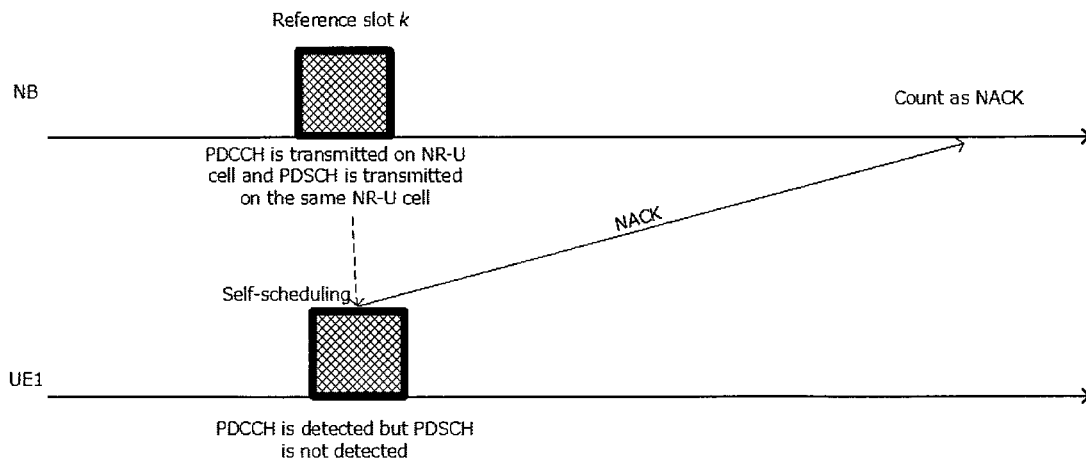 Reference slot k
NB
Count as NACK
PDCCH is transmitted on NR-U
cell and PDSCH is transmitted
on the same NR-U cell
NACK
Self-scheduling
UE1
PDCCH is detected but PDSCH
is not detected